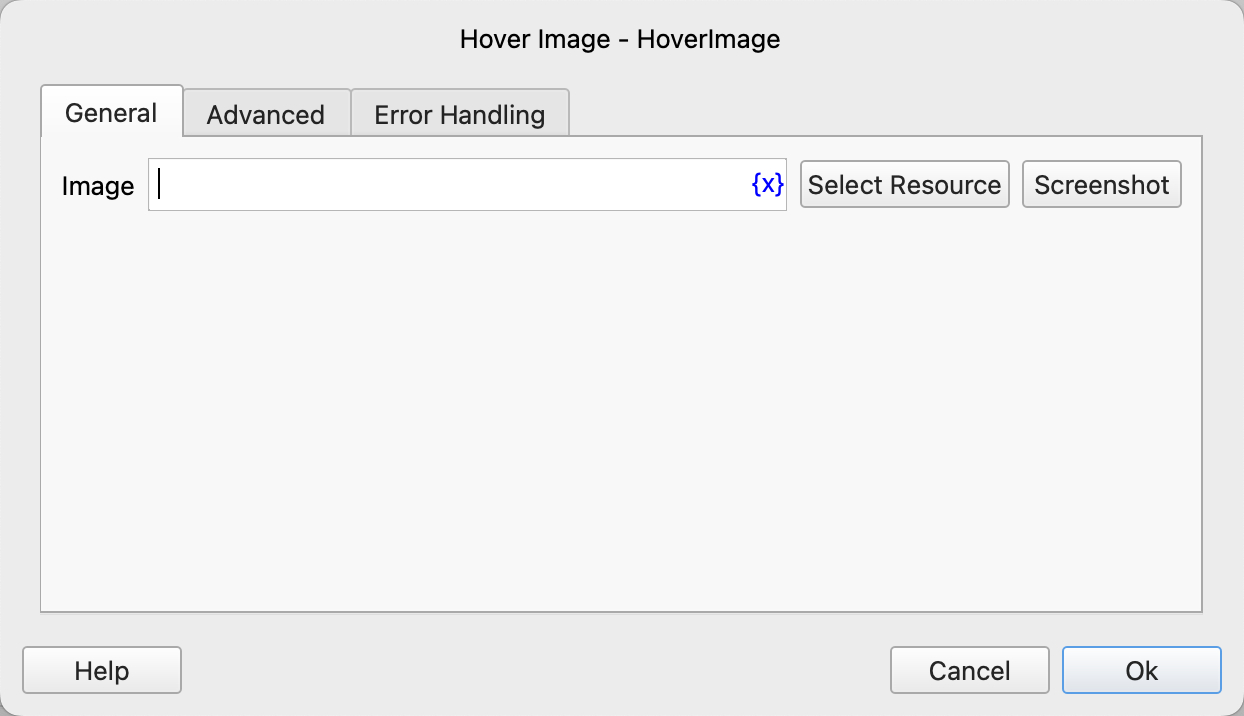 Hover Image - HoverImage
General Advanced Error Handling
Image {x} Select Resource Screenshot
Help Cancel Ok